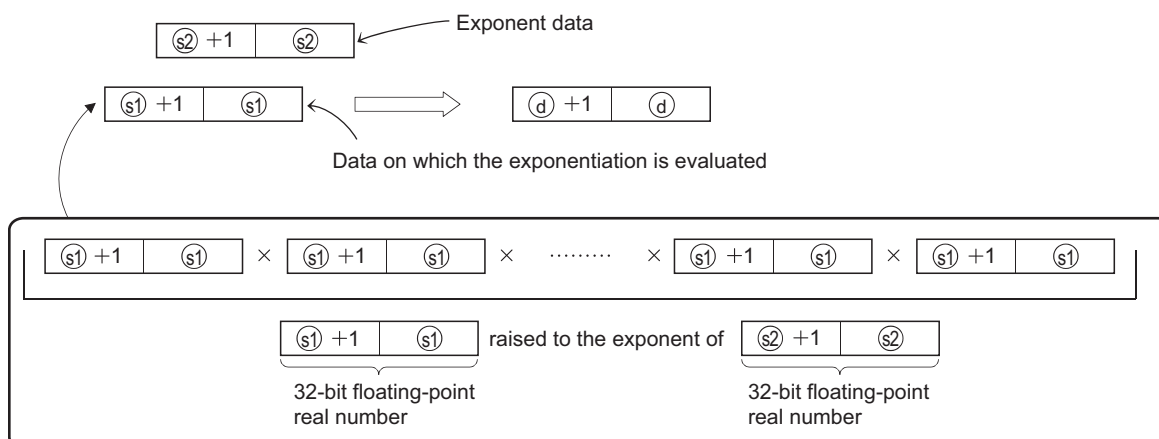 Exponent data
s2 +1 s2
s1 +1 s1 d +1 d
Data on which the exponentiation is evaluated
s1 +1 s1 × s1 +1 s1 × ········· × s1 +1 s1 × s1 +1 s1
s1 +1 s1 raised to the exponent of s2 +1 s2
32-bit floating-point 32-bit floating-point
real number real number